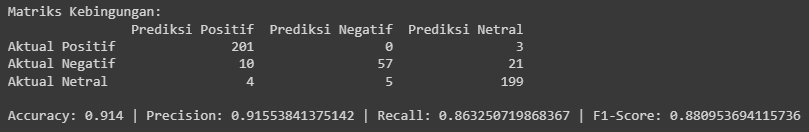 Matriks Kebingungan:
Prediksi Positif Prediksi Negatif Prediksi Netral
Aktual Positif 201 0 3
Aktual Negatif 10 57 21
Aktual Netral 4 5 199
Accuracy: 0.914 | Precision: 0.91553841375142 | Recall: 0.863250719868367 | F1-Score: 0.880953694115736